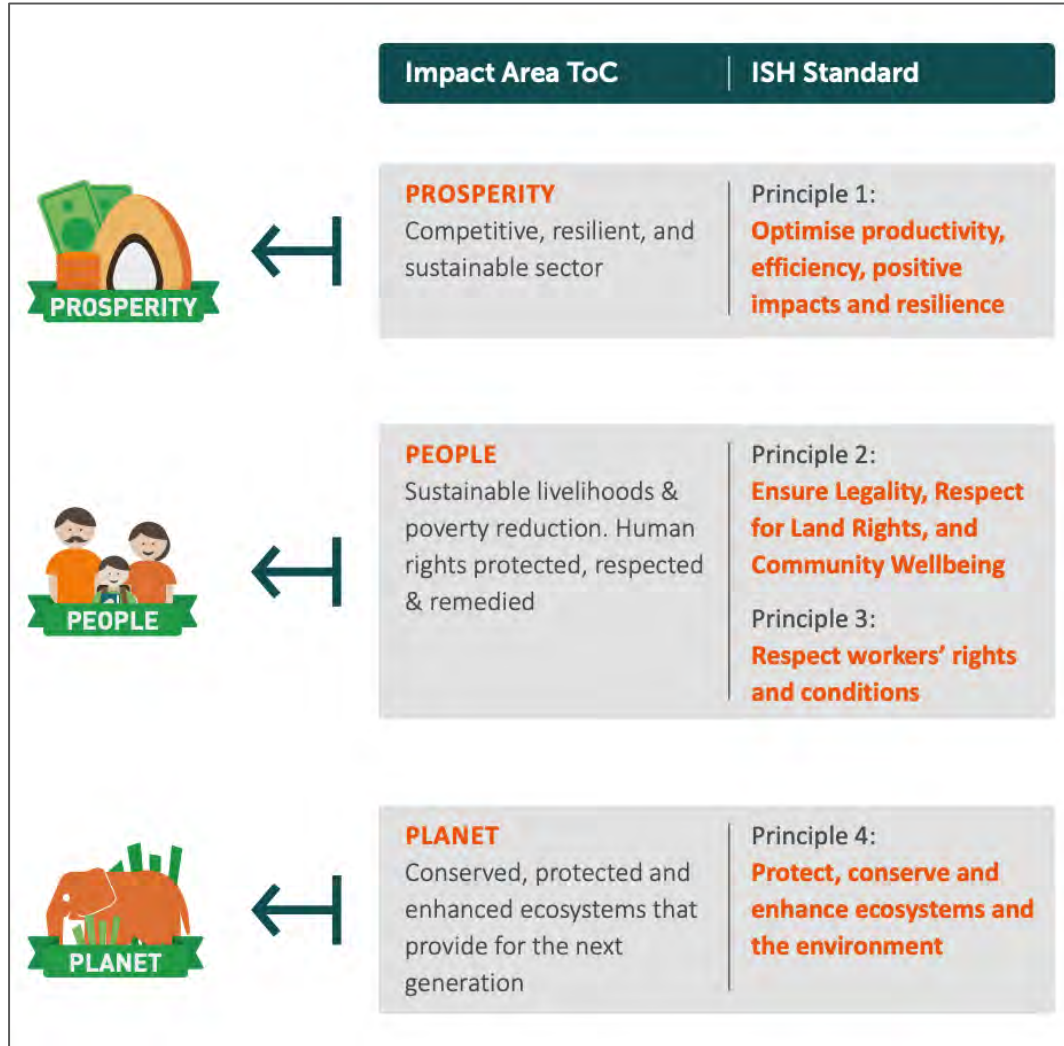 Impact Area ToC
ISH Standard
PROSPERITY
PROSPERITY
Competitive, resilient, and
sustainable sector
Principle 1:
Optimise productivity,
efficiency, positive
impacts and resilience
PEOPLE
PEOPLE
Sustainable livelihoods &
poverty reduction. Human
rights protected, respected
& remedied
Principle 2:
Ensure Legality, Respect
for Land Rights, and
Community Wellbeing
Principle 3:
Respect workers’ rights
and conditions
PLANET
PLANET
Conserved, protected and
enhanced ecosystems that
provide for the next
generation
Principle 4:
Protect, conserve and
enhance ecosystems and
the environment